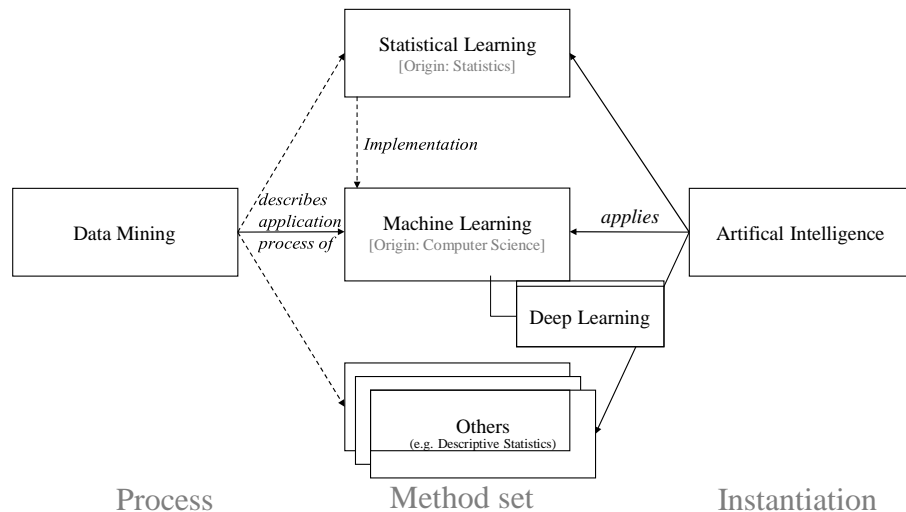 Statistical Learning
[Origin: Statistics]
Implementation
Data Mining
describes
application
process of
Machine Learning
[Origin: Computer Science]
applies
Artifical Intelligence
Deep Learning
Others
(e.g. Descriptive Statistics)
Process
Method set
Instantiation